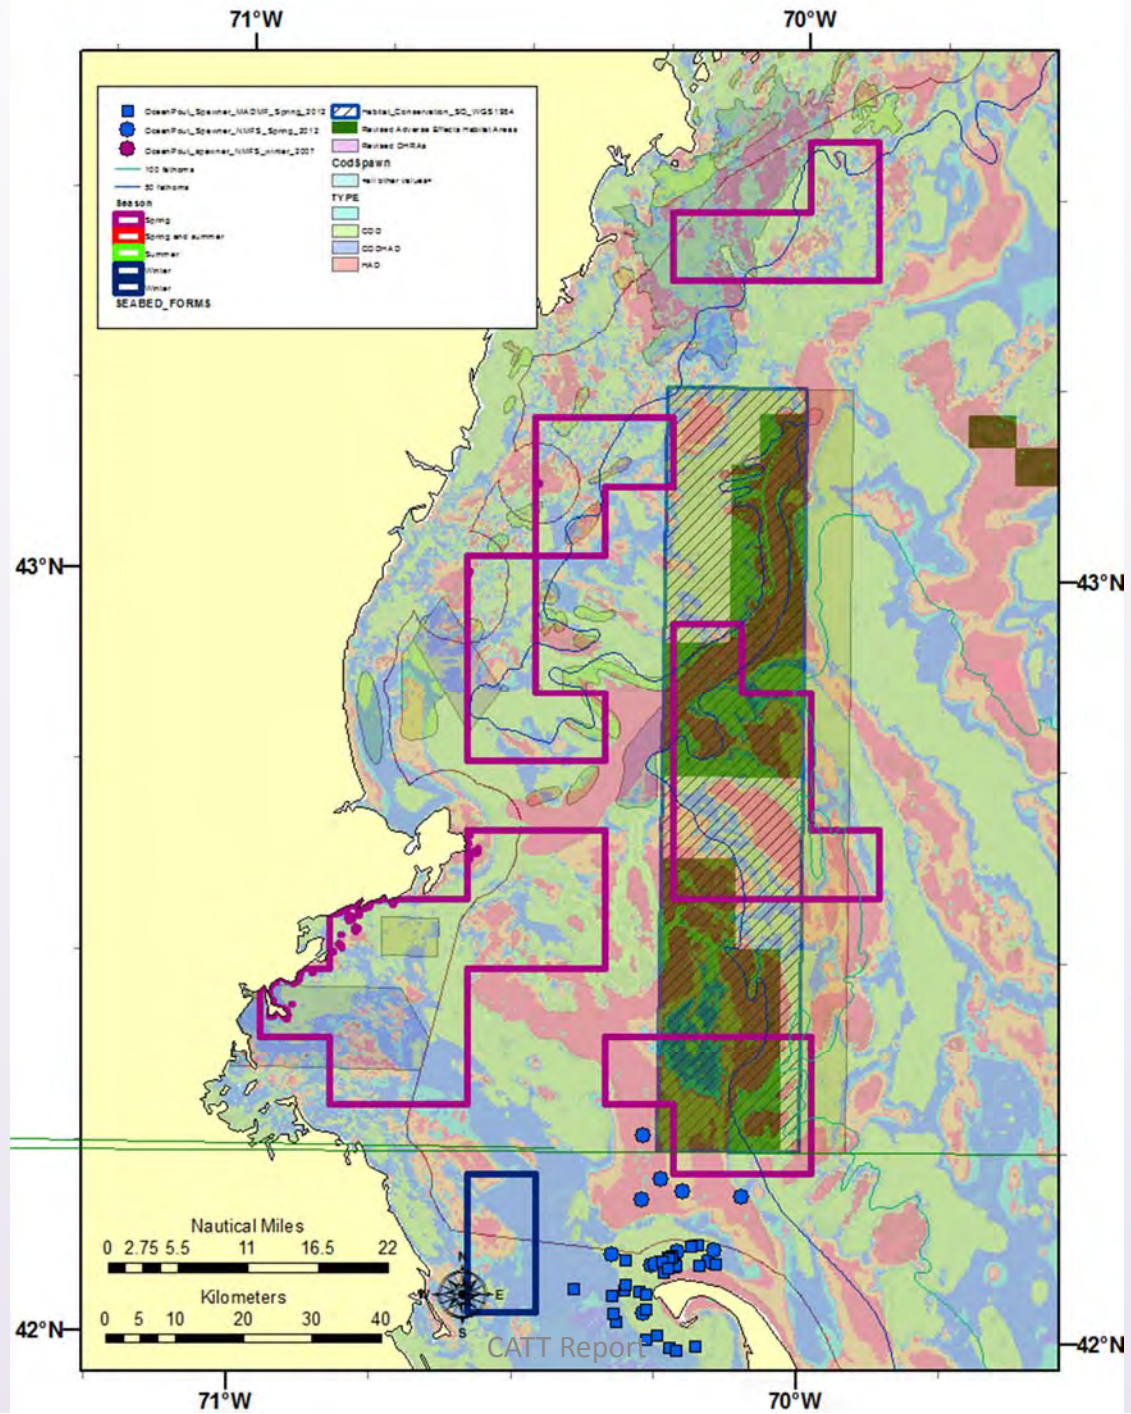 71°W 70°W
OceanPout_Spawner_MADMF_Spring_2012
OceanPout_Spawner_NMFS_Spring_2012
OceanPout_spawner_NMFS_winter_2007
100 fathoms
50 fathoms
Season
Spring
Spring and summer
Summer
Winter
Winter
SEABED_FORMS
Habitat_Conservation_SQ_WGS1984
Revised Adverse Effects Habitat Areas
Revised DHRAs
CodSpawn
<all other values>
TYPE
COD
CODHAD
HAD
43°N 43°N
Nautical Miles
0 2.75 5.5 11 16.5 22
Kilometers
0 5 10 20 30 40
N
W E
S
42°N 42°N
CATT Report
71°W 70°W